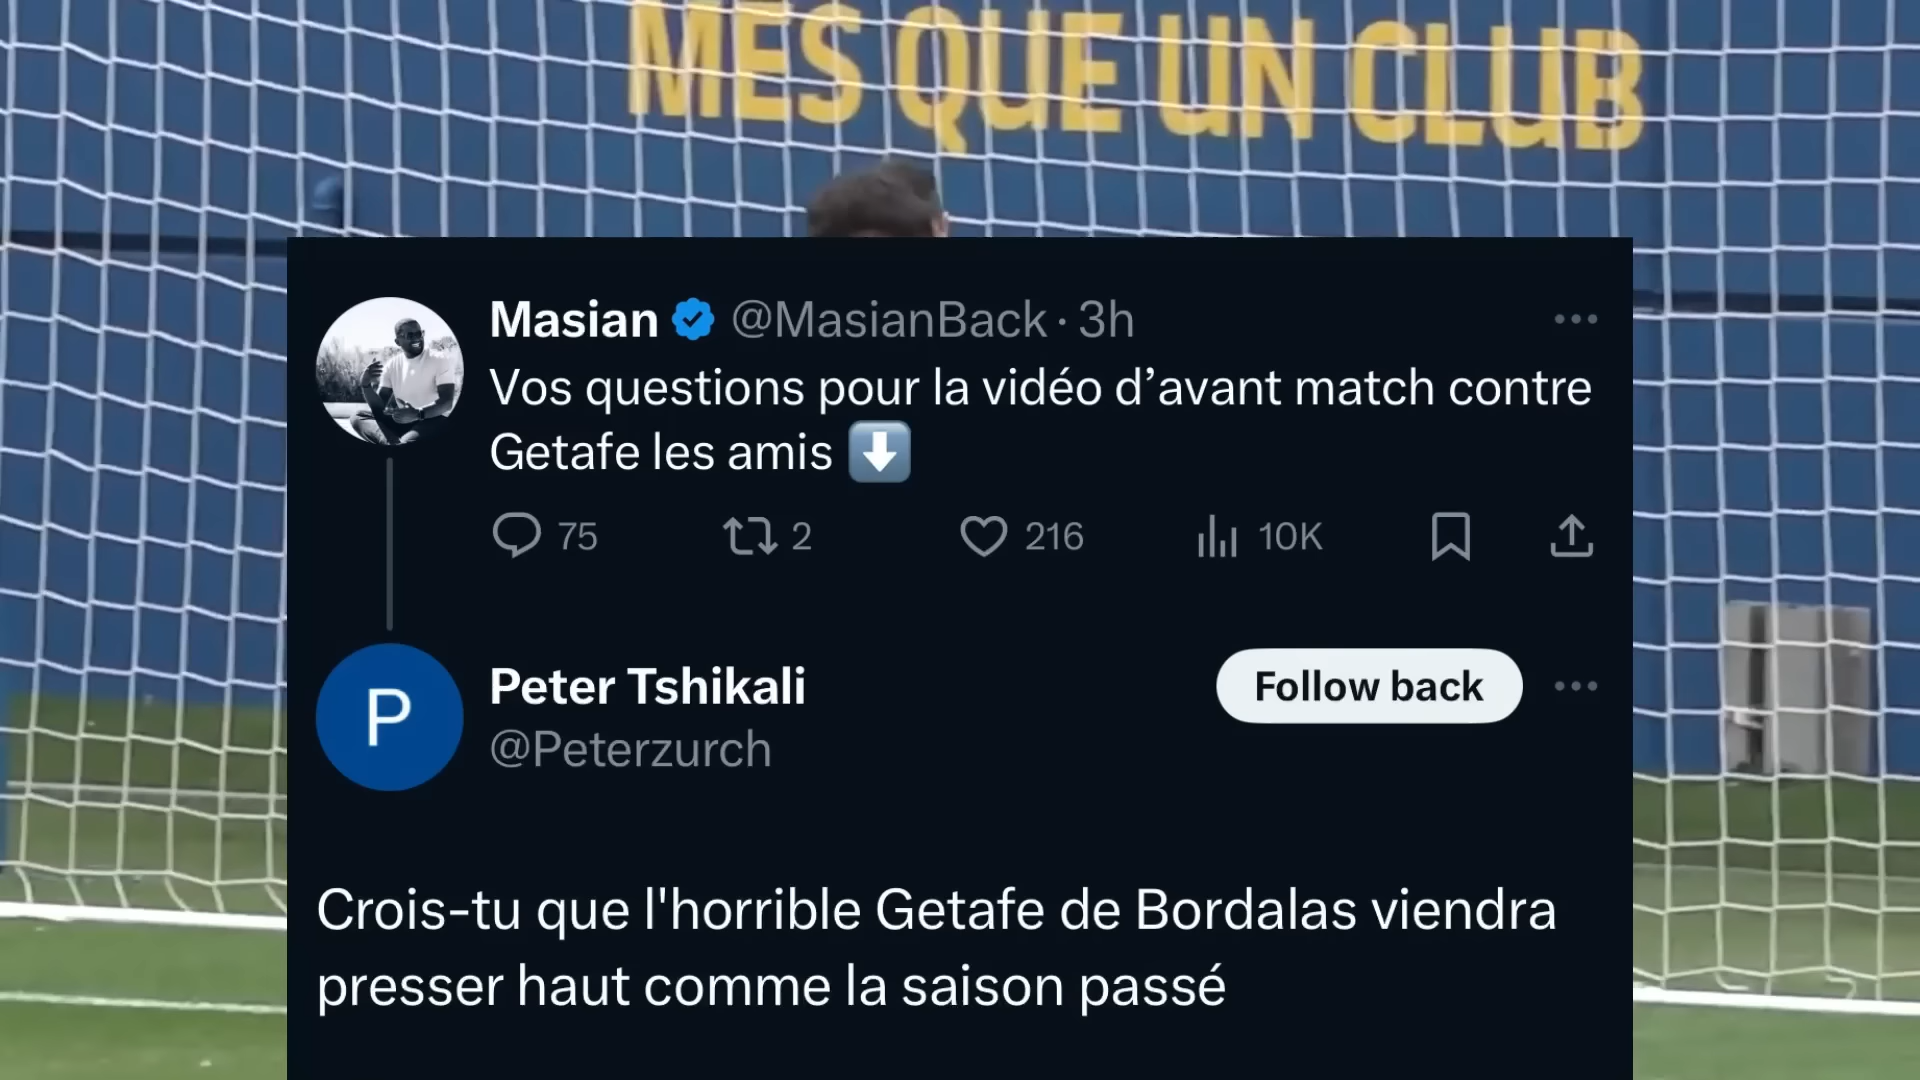 MES QUE UN CLUB
Masian @MasianBack · 3h
Vos questions pour la vidéo d’avant match contre
Getafe les amis ⬇️
75 2 216 10K
P
Peter Tshikali
Follow back
@Peterzurch
Crois-tu que l'horrible Getafe de Bordalas viendra
presser haut comme la saison passé